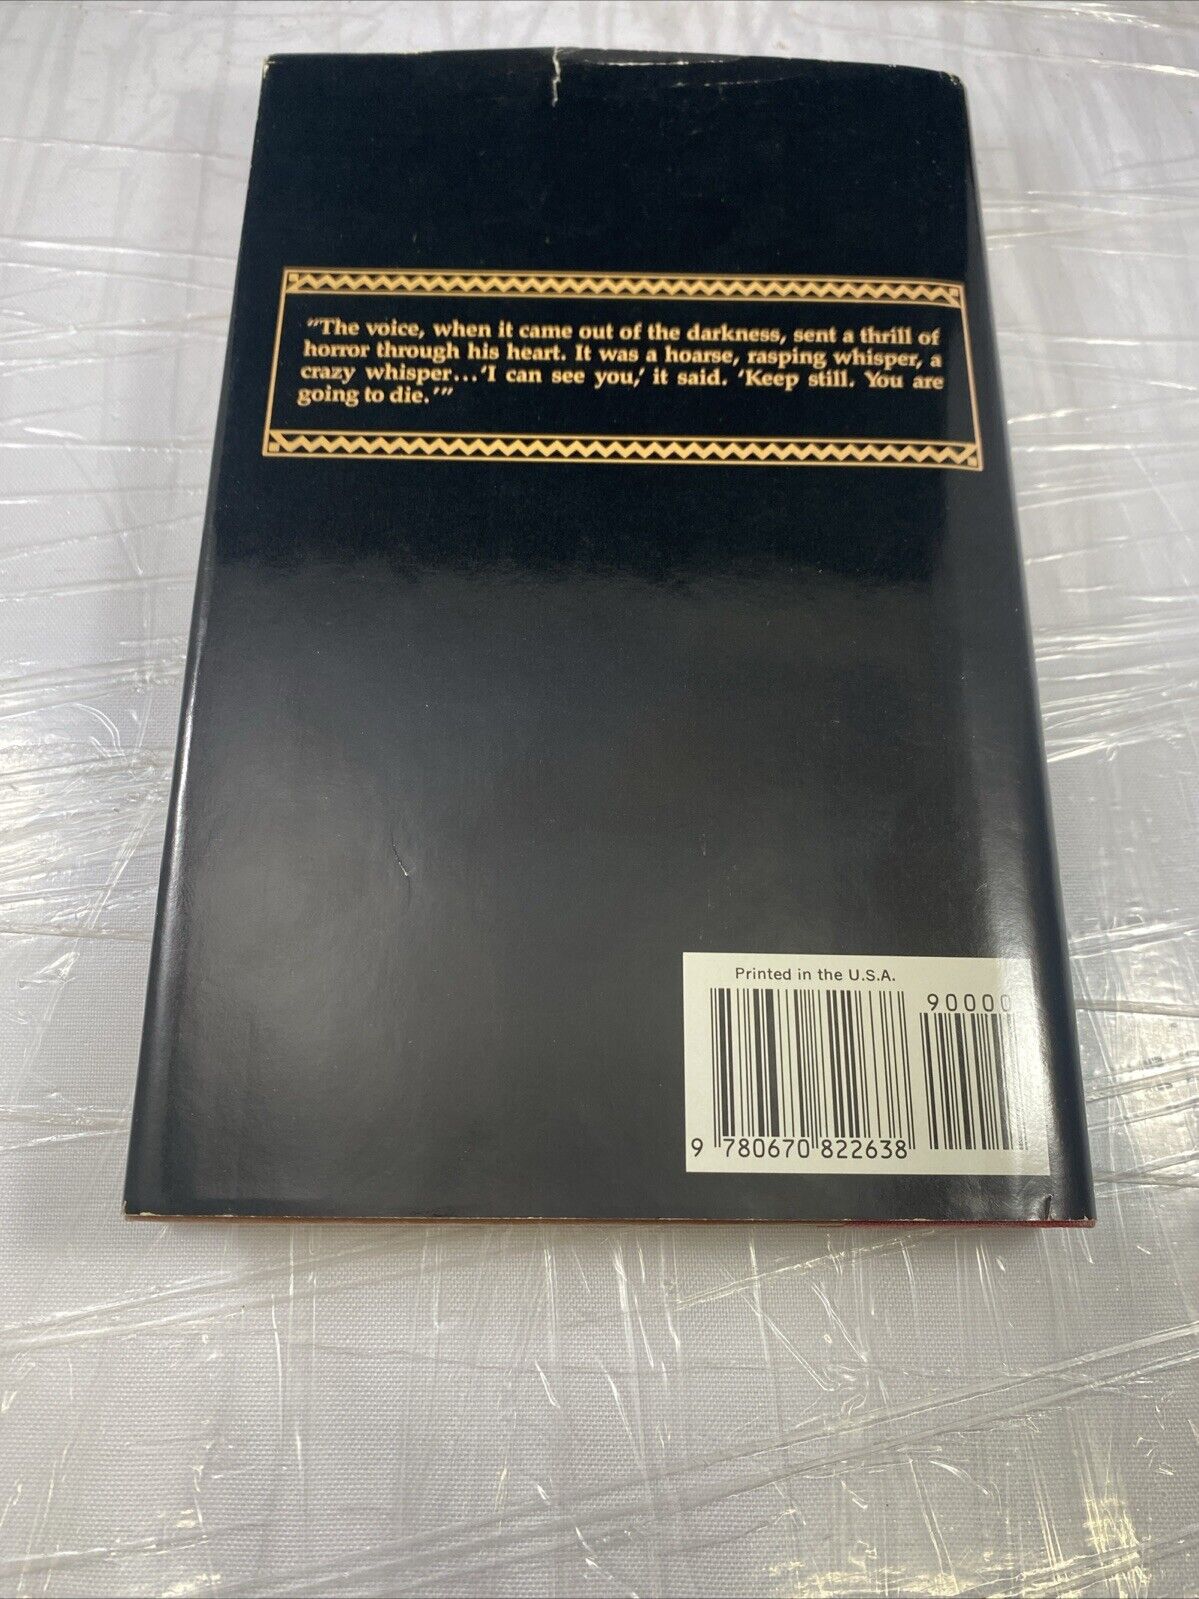 "The voice, when it came out of the darkness, sent a thrill of
horror through his heart. It was a hoarse, rasping whisper, a
crazy whisper...'I can see you,' it said. 'Keep still. You are
going to die.'"
Printed in the U.S.A.
90000
9 780670 822638